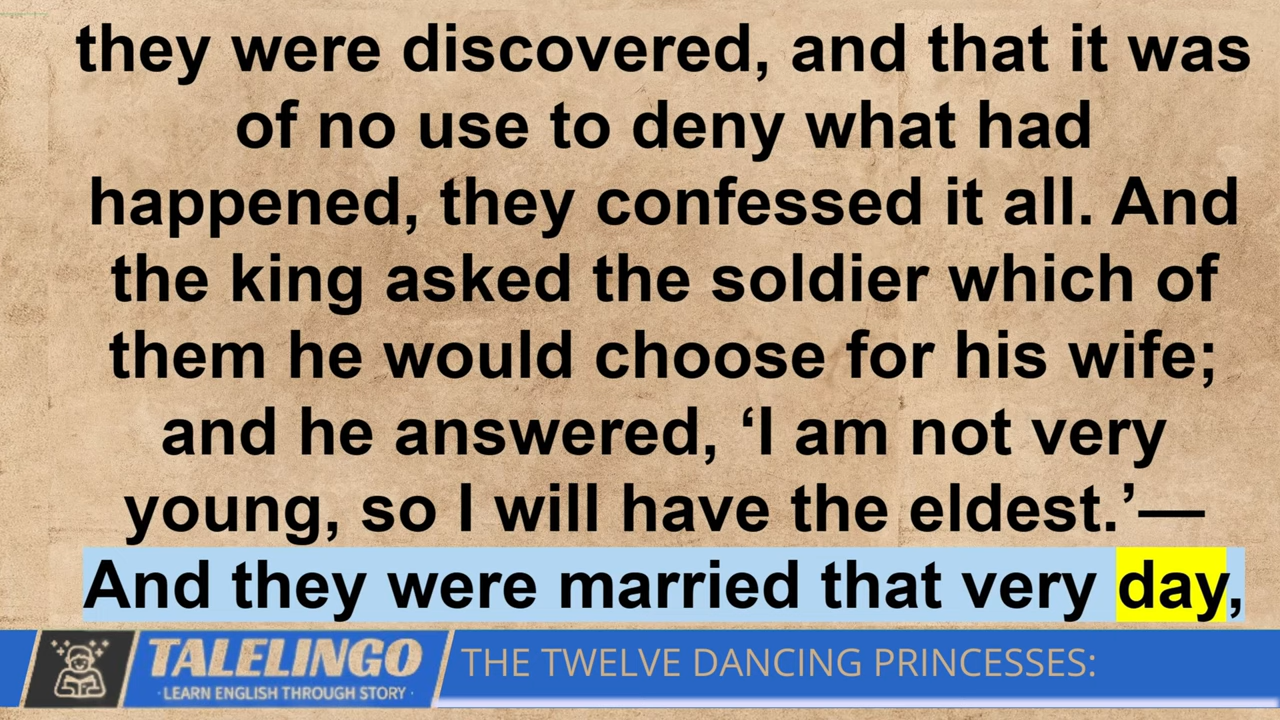 they were discovered, and that it was
of no use to deny what had
happened, they confessed it all. And
the king asked the soldier which of
them he would choose for his wife;
and he answered, ‘I am not very
young, so I will have the eldest.’—
And they were married that very day,
TALELINGO
· LEARN ENGLISH THROUGH STORY ·
THE TWELVE DANCING PRINCESSES: